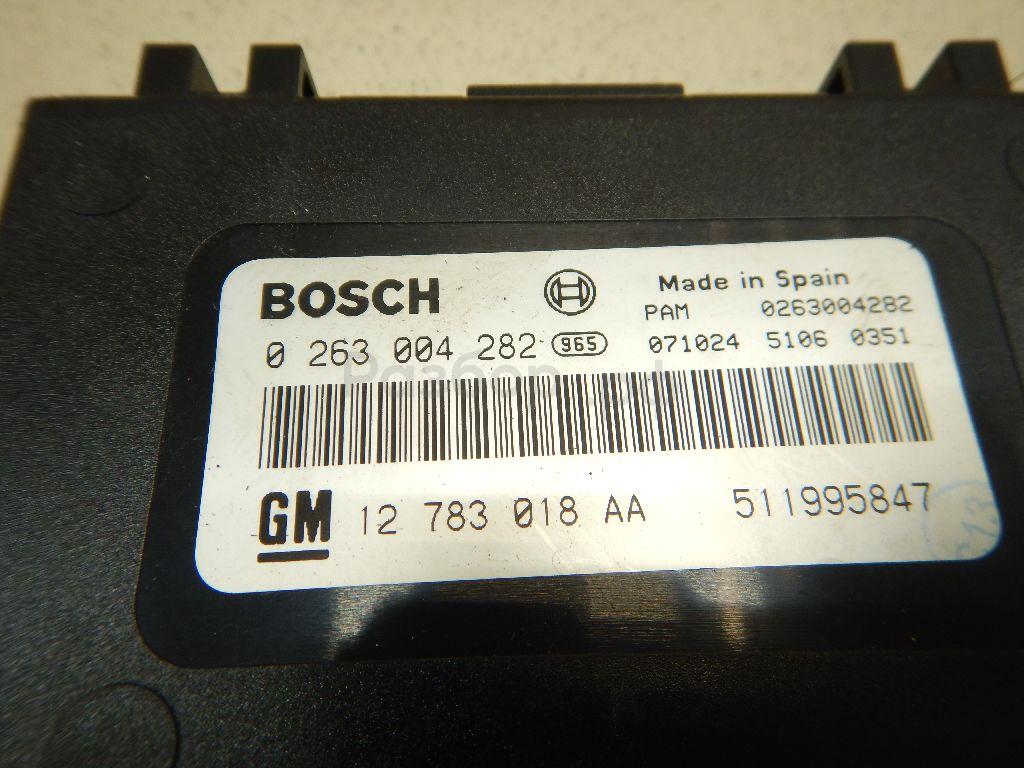 BOSCH
Made in Spain
PAM 0263004282
0 263 004 282 965
071024 5106 0351
GM 12 783 018 AA 511995847